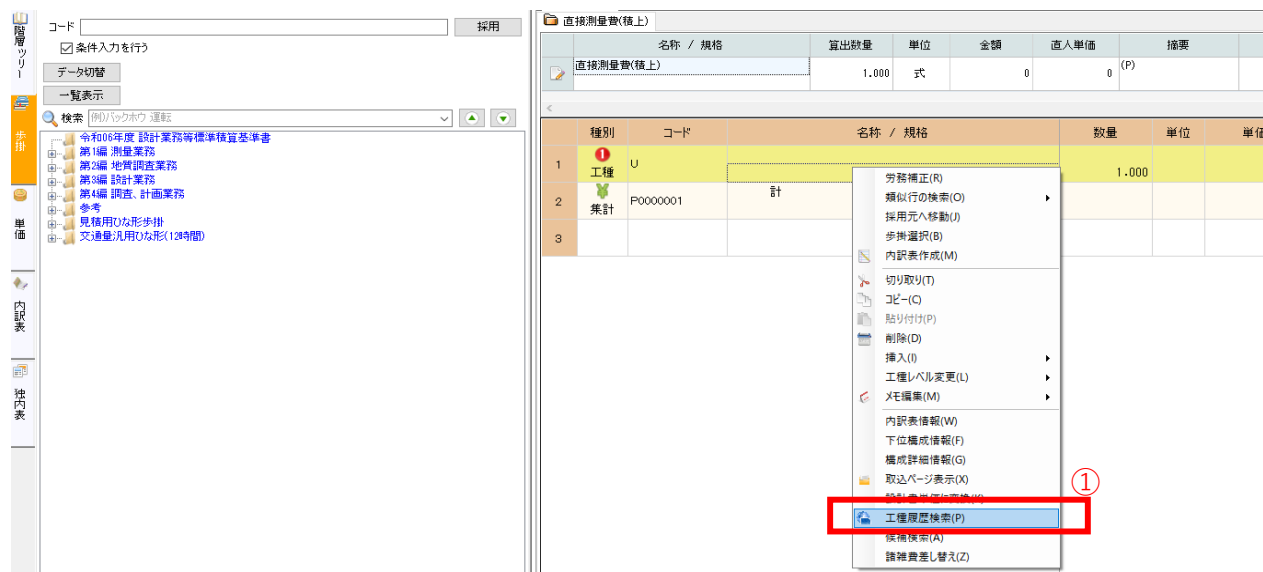 階層ツリー
歩掛
単価
内訳表
独内表
コード
採用
条件入力を行う
データ切替
一覧表示
検索 (例)バックホウ 運転
令和06年度 設計業務等標準積算基準書
第1編 測量業務
第2編 地質調査業務
第3編 設計業務
第4編 調査、計画業務
参考
見積用ひな形歩掛
交通量汎用ひな形(12時間)
直接測量費(積上)
名称 / 規格 算出数量 単位 金額 直人単価 摘要
直接測量費(積上) 1.000 式 0 0 (P)
種別 コード 名称 / 規格 数量 単位 単価
1 工種 U 1.000
2 集計 P0000001 計
3
労務補正(R)
類似行の検索(O)
採用元へ移動(J)
歩掛選択(B)
内訳表作成(M)
切り取り(T)
コピー(C)
貼り付け(P)
削除(D)
挿入(I)
工種レベル変更(L)
メモ編集(M)
内訳表情報(W)
下位構成情報(F)
構成詳細情報(G)
取込ページ表示(X)
①
工種履歴検索(P)
候補検索(A)
諸雑費差し替え(Z)